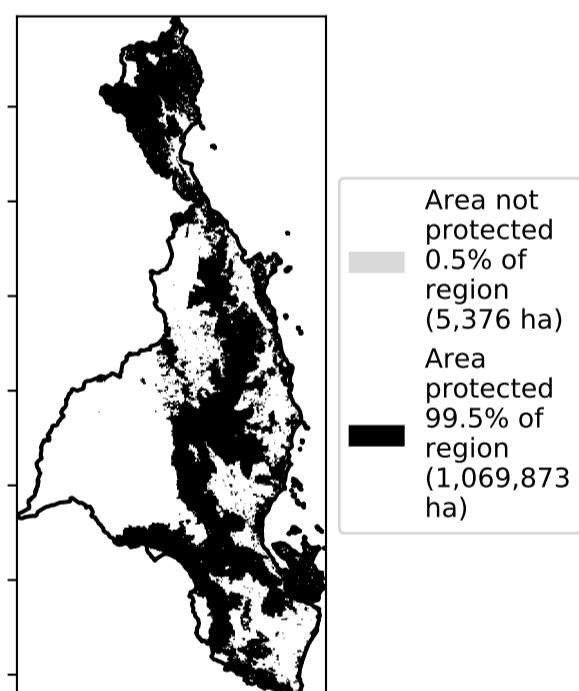 Area not
protected
0.5% of
region
(5,376 ha)
Area
protected
99.5% of
region
(1,069,873
ha)